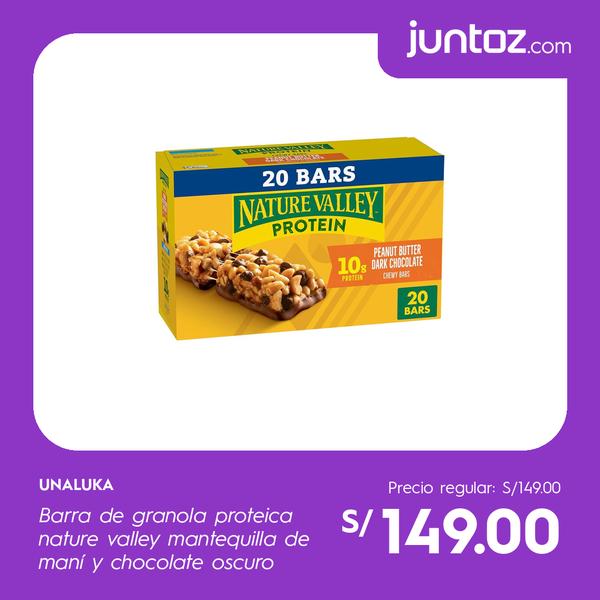 juntoz.com
20 BARS
NATURE VALLEY
PROTEIN
10g
PROTEIN
PEANUT BUTTER
DARK CHOCOLATE
CHEWY BARS
20
BARS
UNALUKA
Barra de granola proteica
nature valley mantequilla de
maní y chocolate oscuro
Precio regular: S/149.00
S/149.00